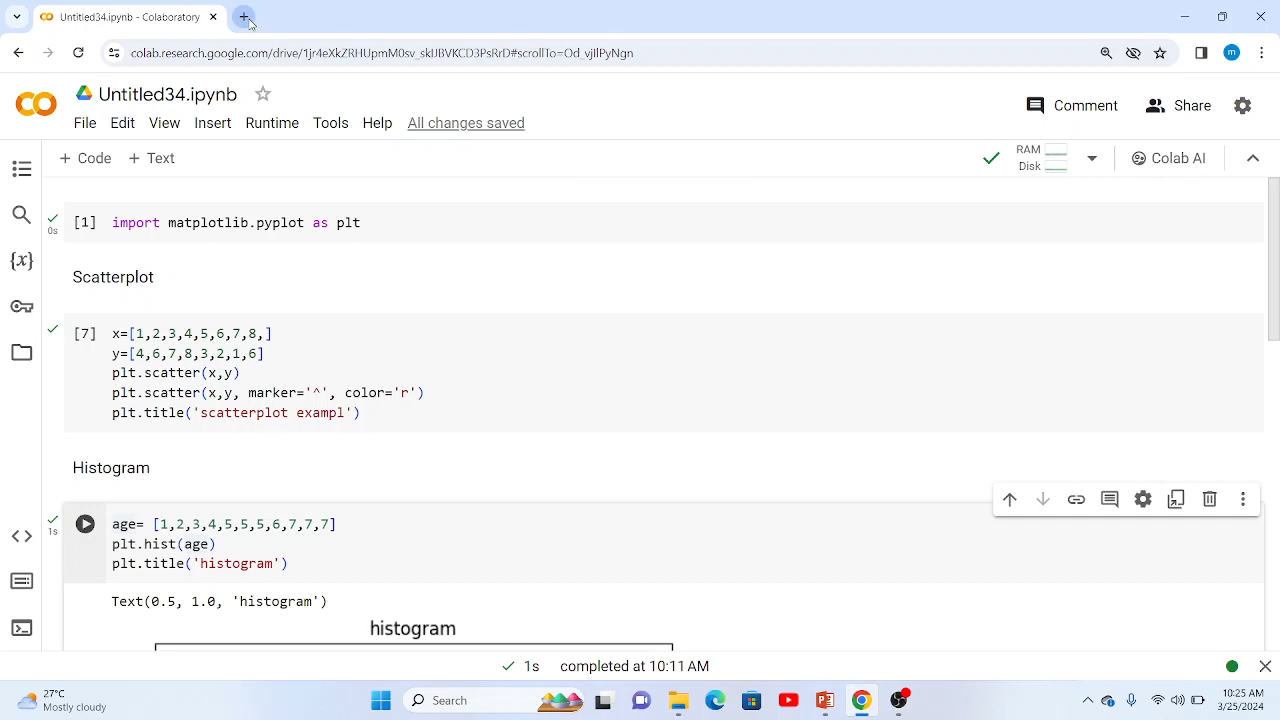 Untitled34.ipynb - Colaboratory
colab.research.google.com/drive/1jr4eXkZRHUpmM0sv_skIJBVKCD3PsRrD#scrollTo=Od_vjIlPyNgn
m
Untitled34.ipynb
Comment
Share
File Edit View Insert Runtime Tools Help All changes saved
+ Code + Text
RAM
Disk
Colab AI
[1] import matplotlib.pyplot as plt
0s
Scatterplot
{x}
[7] x=[1,2,3,4,5,6,7,8,]
y=[4,6,7,8,3,2,1,6]
plt.scatter(x,y)
plt.scatter(x,y, marker='^', color='r')
plt.title('scatterplot exampl')
Histogram
age= [1,2,3,4,5,5,5,6,7,7,7]
1s
plt.hist(age)
plt.title('histogram')
Text(0.5, 1.0, 'histogram')
histogram
1s completed at 10:11 AM
27°C
Mostly cloudy
Search
10:25 AM
3/25/2024